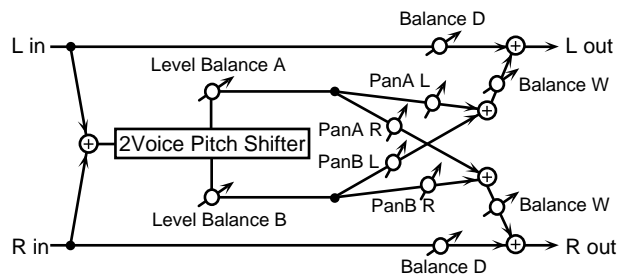 Balance D
L in
L out
Level Balance A
PanA L
Balance W
PanA R
2Voice Pitch Shifter
PanB L
Level Balance B
PanB R
Balance W
R in
R out
Balance D